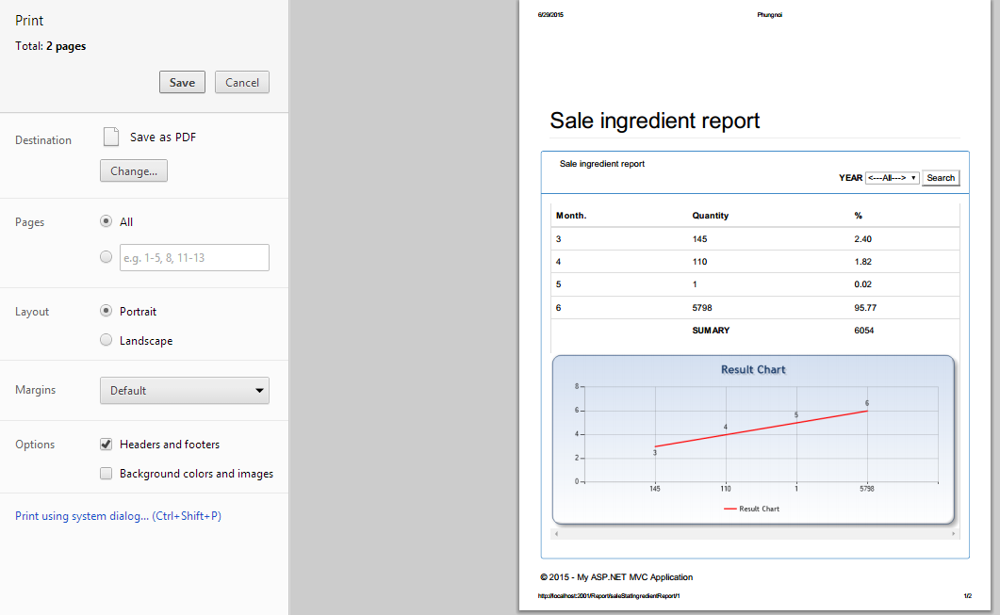 Print
Total: 2 pages
Save Cancel
Destination Save as PDF
Change...
Pages All
e.g. 1-5, 8, 11-13
Layout Portrait
Landscape
Margins Default
Options Headers and footers
Background colors and images
Print using system dialog... (Ctrl+Shift+P)
6/29/2015 Phungnoi
Sale ingredient report
Sale ingredient report
YEAR <---All---> Search
Month. Quantity %
3 145 2.40
4 110 1.82
5 1 0.02
6 5798 95.77
SUMARY 6054
Result Chart
8
6
4
2
0
3 4 5 6
145 110 1 5798
Result Chart
© 2015 - My ASP.NET MVC Application
http://localhost:2001/Report/saleStatIngredientReport/1 1/2